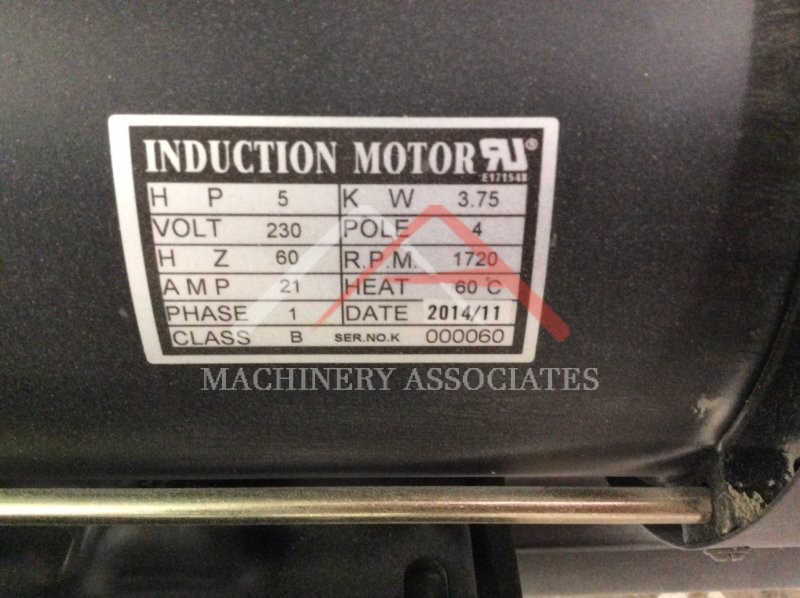 INDUCTION MOTOR RU®
E171548
H P 5 K W 3.75
VOLT 230 POLE 4
H Z 60 R.P.M. 1720
AMP 21 HEAT 60°C
PHASE 1 DATE 2014/11
CLASS B SER.NO.K 000060
MACHINERY ASSOCIATES